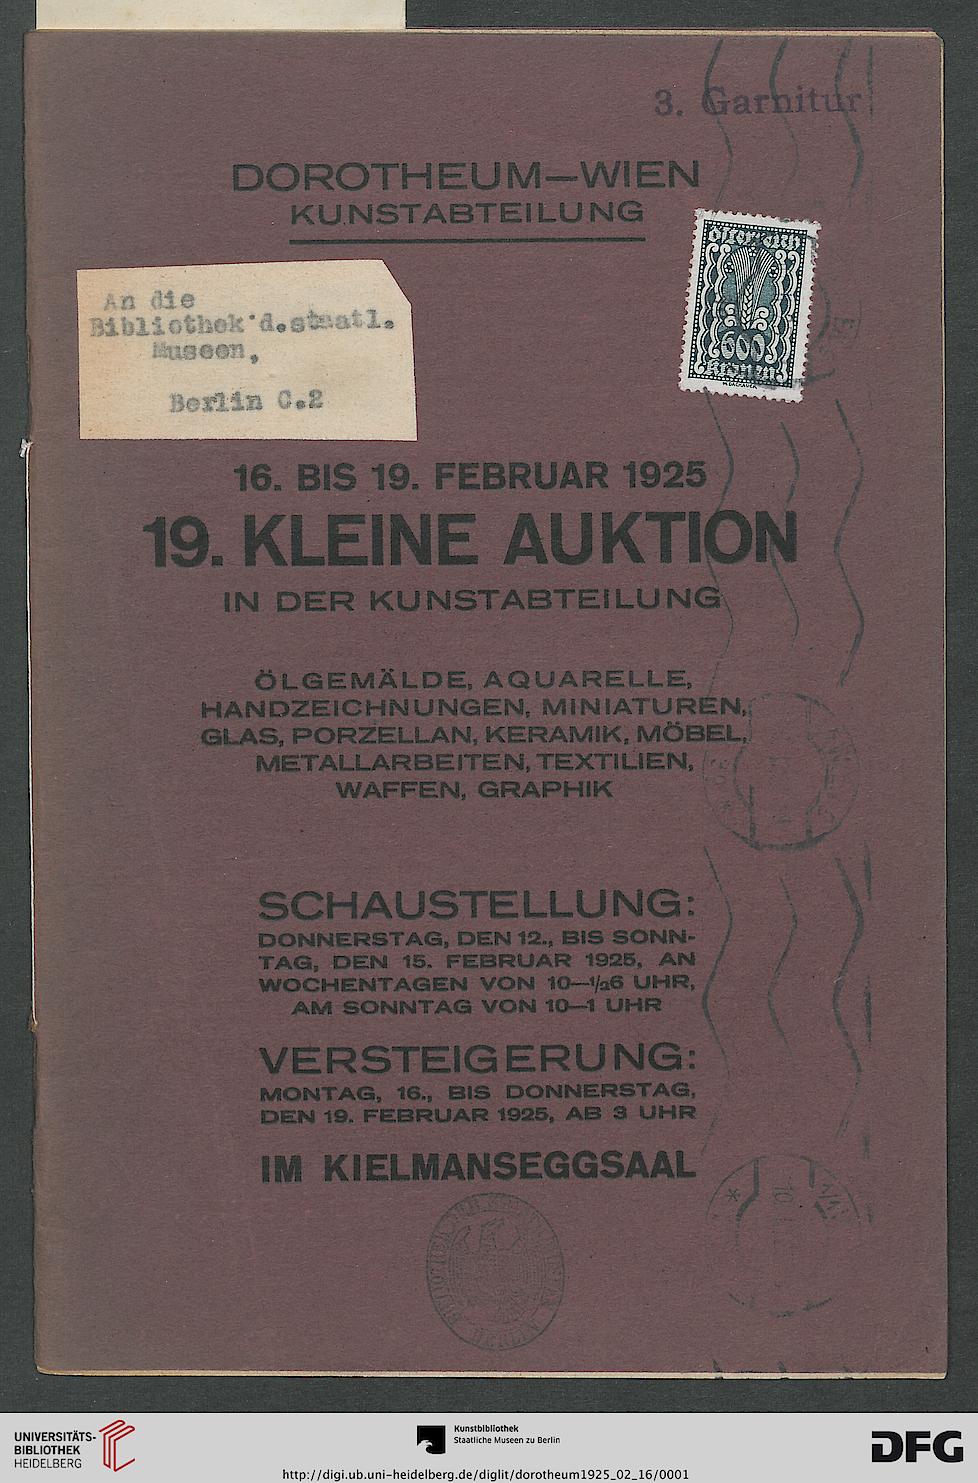 3. Garnitur
DOROTHEUM—WIEN
KUNSTABTEILUNG
Österreich
600
Kronen
An die
Bibliothek d.staatl.
Museen,
Berlin C.2
16. BIS 19. FEBRUAR 1925
19. KLEINE AUKTION
IN DER KUNSTABTEILUNG
ÖLGEMÄLDE, AQUARELLE,
HANDZEICHNUNGEN, MINIATUREN,
GLAS, PORZELLAN, KERAMIK, MÖBEL,
METALLARBEITEN, TEXTILIEN,
WAFFEN, GRAPHIK
SCHAUSTELLUNG:
DONNERSTAG, DEN 12., BIS SONN-
TAG, DEN 15. FEBRUAR 1925, AN
WOCHENTAGEN VON 10—1/26 UHR,
AM SONNTAG VON 10—1 UHR
VERSTEIGERUNG:
MONTAG, 16., BIS DONNERSTAG,
DEN 19. FEBRUAR 1925, AB 3 UHR
IM KIELMANSEGGSAAL
BERLIN
UNIVERSITÄTS-
BIBLIOTHEK
HEIDELBERG
Kunstbibliothek
Staatliche Museen zu Berlin
DFG
http://digi.ub.uni-heidelberg.de/diglit/dorotheum1925_02_16/0001